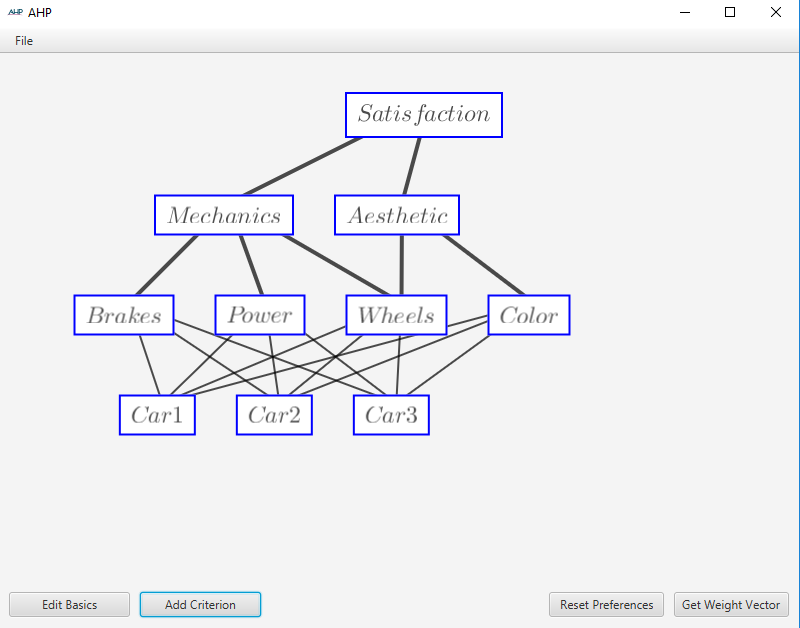 AHP AHP
File
Satisfaction
Mechanics Aesthetic
Brakes Power Wheels Color
Car1 Car2 Car3
Edit Basics Add Criterion Reset Preferences Get Weight Vector